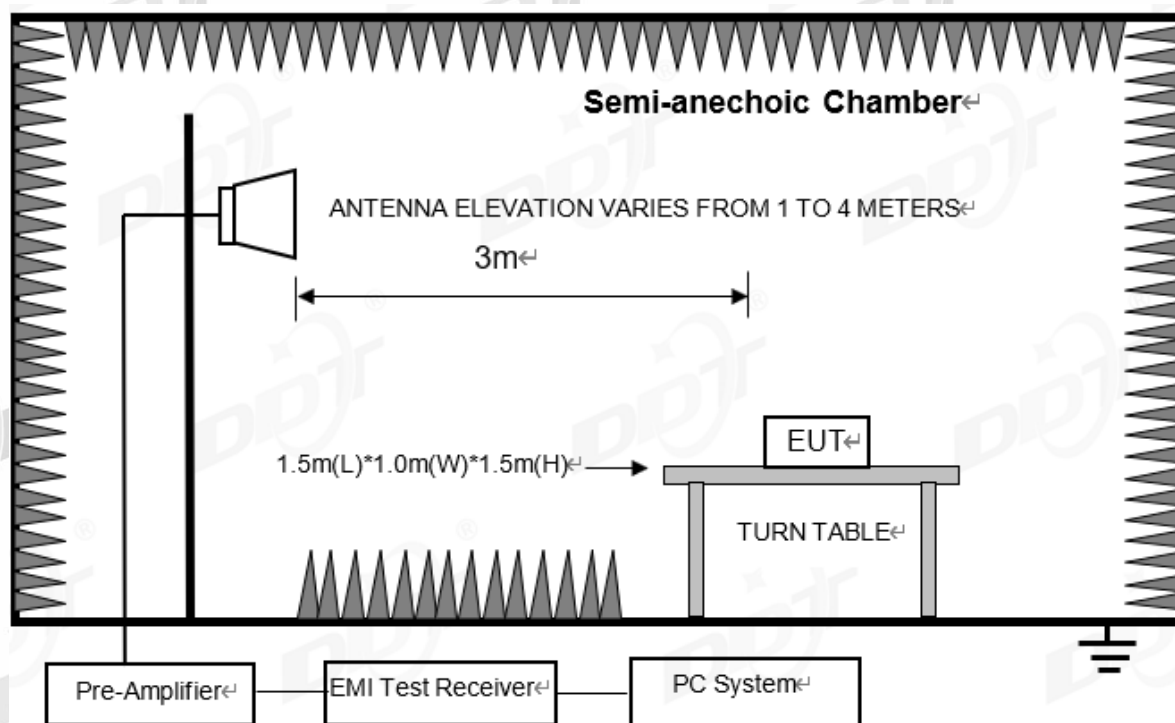 Semi-anechoic Chamber↵
ANTENNA ELEVATION VARIES FROM 1 TO 4 METERS↵
3m↵
EUT↵
1.5m(L)*1.0m(W)*1.5m(H)↵
TURN TABLE↵
Pre-Amplifier↵
EMI Test Receiver↵
PC System↵
DDT®